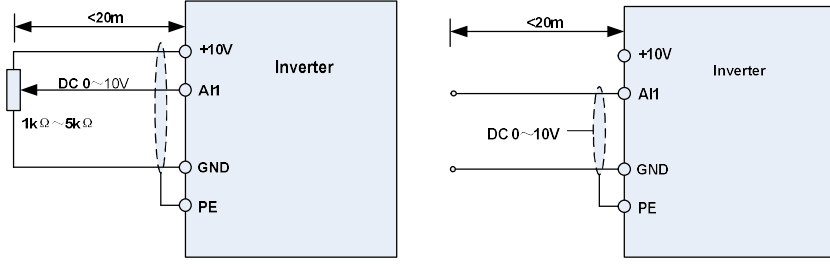 <20m
+10V
Inverter
DC 0～10V
AI1
1kΩ～5kΩ
GND
PE
<20m
+10V
Inverter
AI1
DC 0～10V
GND
PE